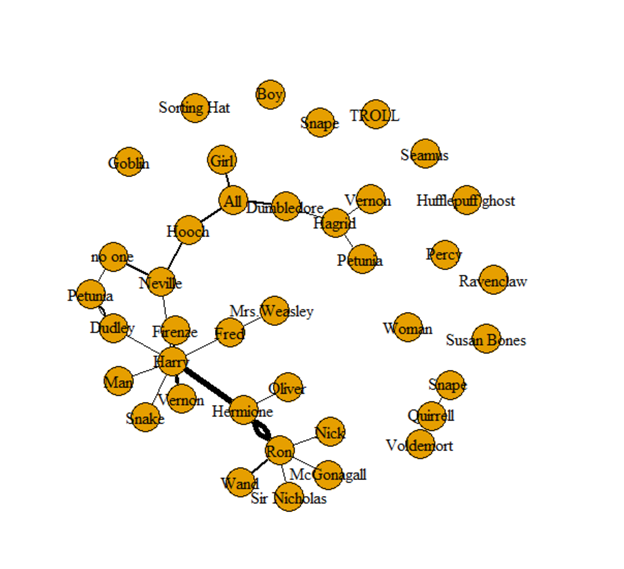 Boy
Sorting Hat
TROLL
Snape
Seamus
Girl
Goblin
All
Vernon
Hufflepuff ghost
Dumbledore
Hagrid
Hooch
Percy
no one
Petunia
Neville
Ravenclaw
Petunia
Mrs. Weasley
Dudley
Firenze
Fred
Woman
Susan Bones
Harry
Man
Oliver
Snape
Vernon
Hermione
Snake
Quirrell
Nick
Voldemort
Ron
McGonagall
Wand
Sir Nicholas